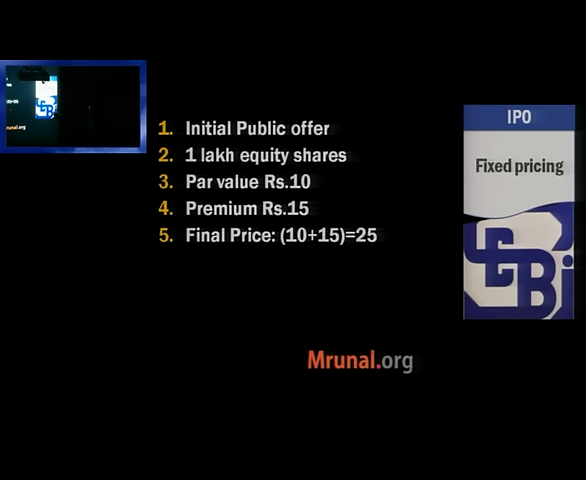 1. Initial Public offer
2. 1 lakh equity shares
3. Par value Rs.10
4. Premium Rs.15
5. Final Price: (10+15)=25
IPO
Fixed pricing
SEBI
Mrunal.org